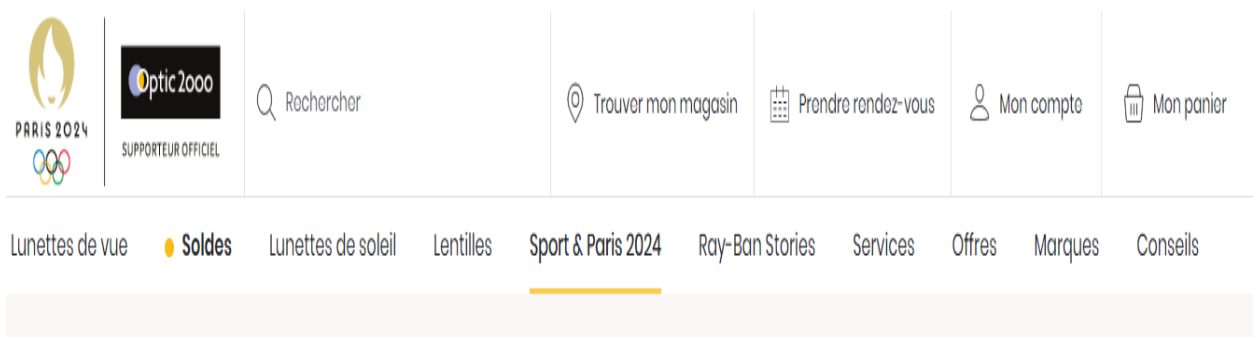 PARIS 2024
Optic 2000
SUPPORTEUR OFFICIEL
Rechercher
Trouver mon magasin
Prendre rendez-vous
Mon compte
Mon panier
Lunettes de vue Soldes Lunettes de soleil Lentilles Sport & Paris 2024 Ray-Ban Stories Services Offres Marques Conseils